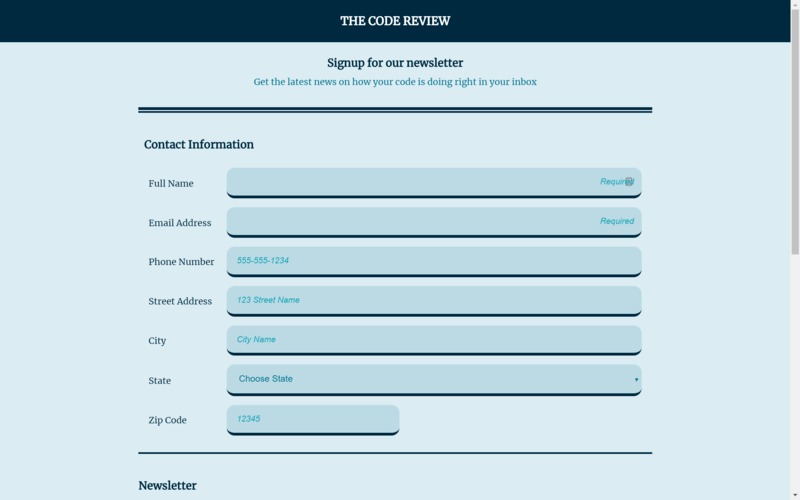 THE CODE REVIEW
Signup for our newsletter
Get the latest news on how your code is doing right in your inbox
Contact Information
Full Name Required
Email Address Required
Phone Number 555-555-1234
Street Address 123 Street Name
City City Name
State Choose State
Zip Code 12345
Newsletter